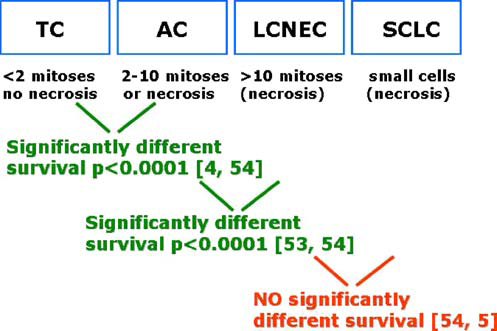 TC AC LCNEC SCLC
<2 mitoses 2-10 mitoses >10 mitoses small cells
no necrosis or necrosis (necrosis) (necrosis)
Significantly different
survival p<0.0001 [4, 54]
Significantly different
survival p<0.0001 [53, 54]
NO significantly
different survival [54, 5]